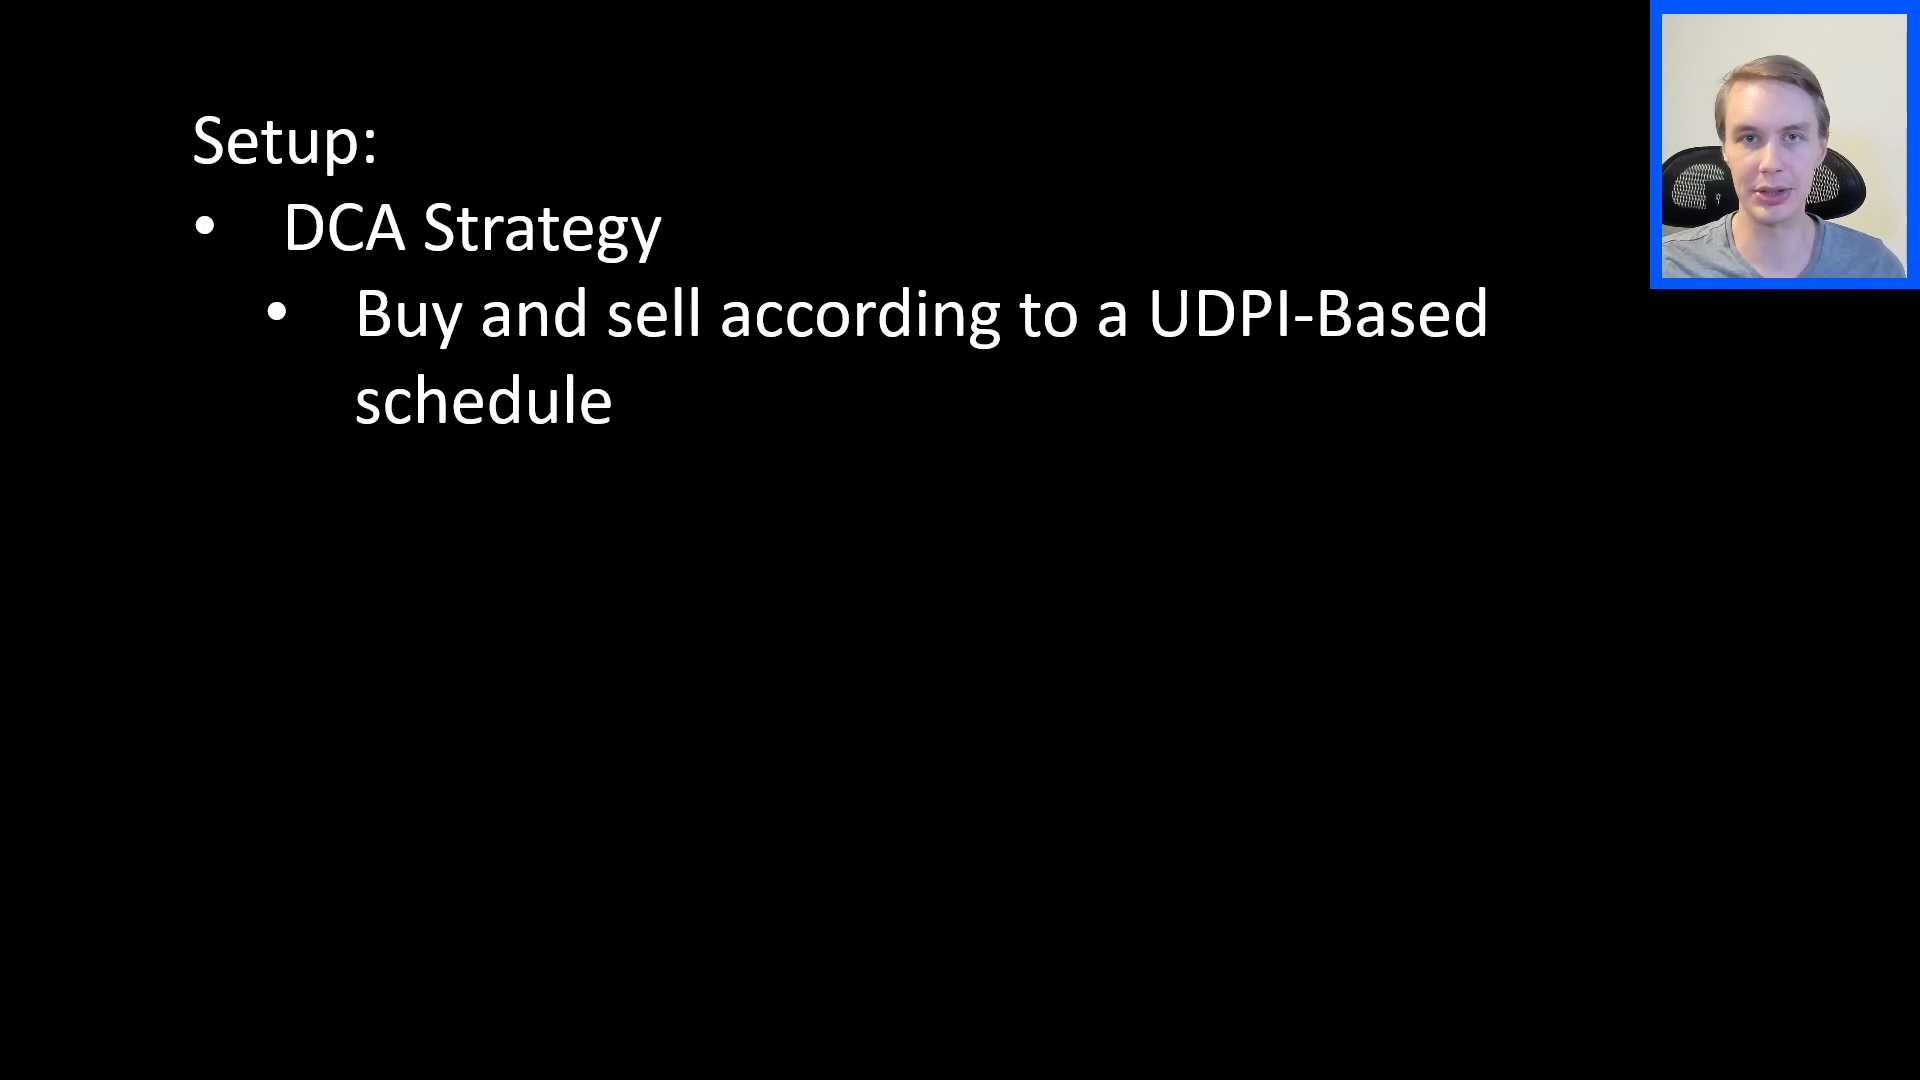 Setup:
• DCA Strategy
• Buy and sell according to a UDPI-Based
schedule